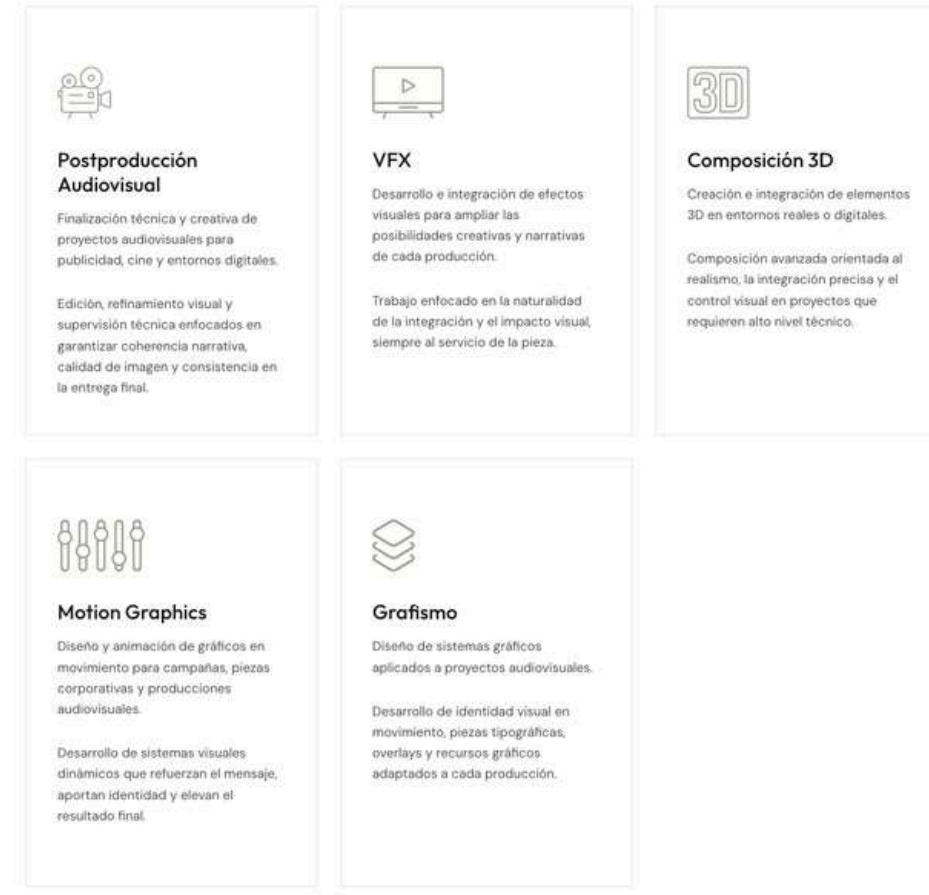 3D
Postproducción
Audiovisual
Finalización técnica y creativa de
proyectos audiovisuales para
publicidad, cine y entornos digitales.
Edición, refinamiento visual y
supervisión técnica enfocados en
garantizar coherencia narrativa,
calidad de imagen y consistencia en
la entrega final.
VFX
Desarrollo e integración de efectos
visuales para ampliar las
posibilidades creativas y narrativas
de cada producción.
Trabajo enfocado en la naturalidad
de la integración y el impacto visual,
siempre al servicio de la pieza.
Composición 3D
Creación e integración de elementos
3D en entornos reales o digitales.
Composición avanzada orientada al
realismo, la integración precisa y el
control visual en proyectos que
requieren alto nivel técnico.
Motion Graphics
Diseño y animación de gráficos en
movimiento para campañas, piezas
corporativas y producciones
audiovisuales.
Desarrollo de sistemas visuales
dinámicos que refuerzan el mensaje,
aportan identidad y elevan el
resultado final.
Grafismo
Diseño de sistemas gráficos
aplicados a proyectos audiovisuales.
Desarrollo de identidad visual en
movimiento, piezas tipográficas,
overlays y recursos gráficos
adaptados a cada producción.